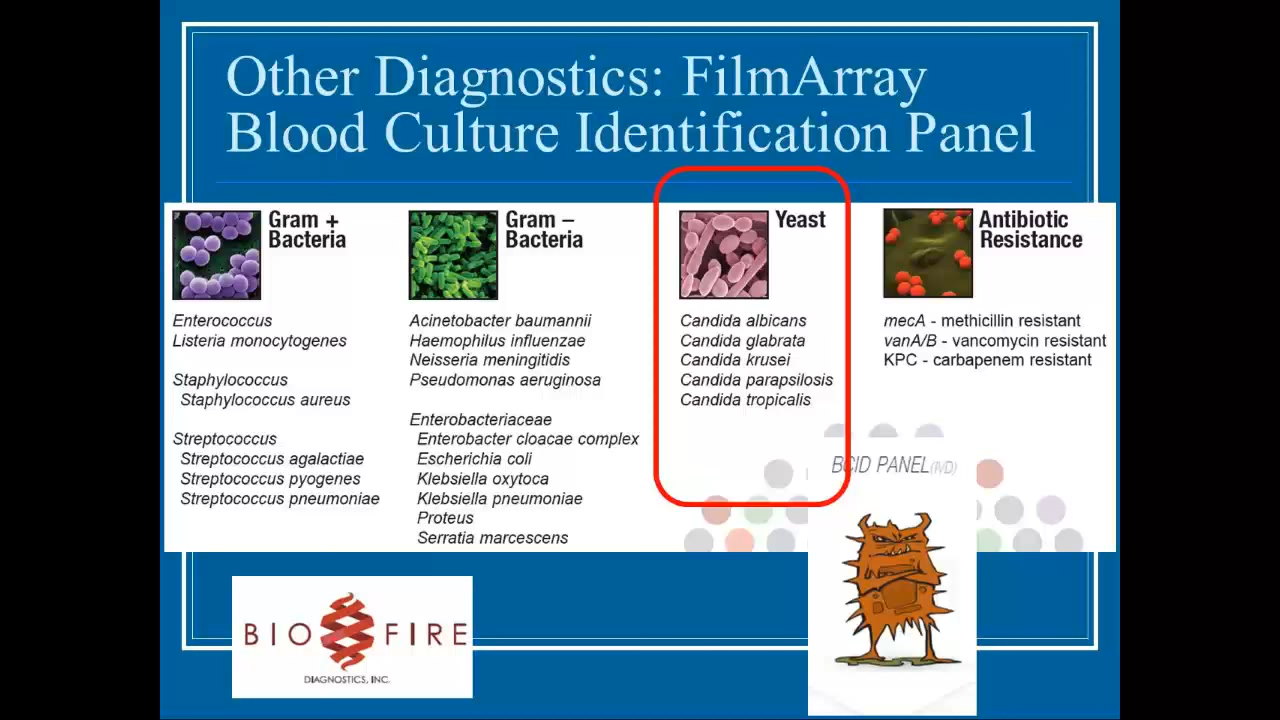 Other Diagnostics: FilmArray
Blood Culture Identification Panel
Gram +
Bacteria
Enterococcus
Listeria monocytogenes
Staphylococcus
Staphylococcus aureus
Streptococcus
Streptococcus agalactiae
Streptococcus pyogenes
Streptococcus pneumoniae
Gram –
Bacteria
Acinetobacter baumannii
Haemophilus influenzae
Neisseria meningitidis
Pseudomonas aeruginosa
Enterobacteriaceae
Enterobacter cloacae complex
Escherichia coli
Klebsiella oxytoca
Klebsiella pneumoniae
Proteus
Serratia marcescens
Yeast
Candida albicans
Candida glabrata
Candida krusei
Candida parapsilosis
Candida tropicalis
Antibiotic
Resistance
mecA - methicillin resistant
vanA/B - vancomycin resistant
KPC - carbapenem resistant
BCID PANEL(IVD)
BIO FIRE
DIAGNOSTICS, INC.